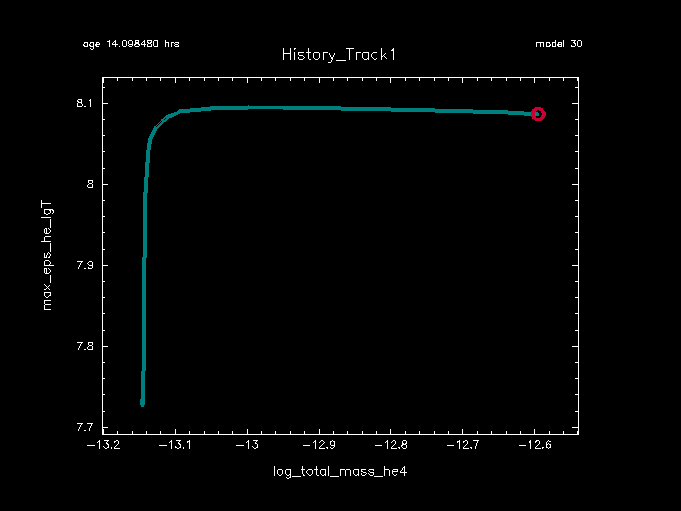 age 14.098480 hrs
model 30
History_Track1
8.1
8
7.9
7.8
7.7
max_eps_he_lgT
−13.2 −13.1 −13 −12.9 −12.8 −12.7 −12.6
log_total_mass_he4